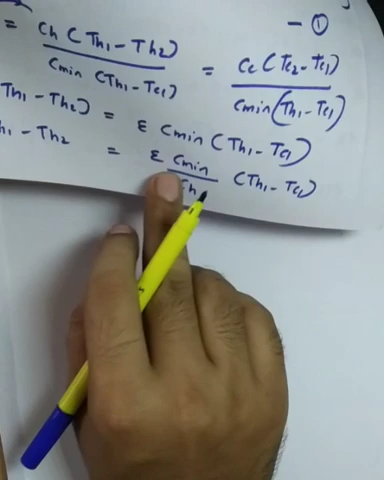 = Ch (Th1 - Th2) / Cmin (Th1 - Tc1) = Cc (Tc2 - Tc1) / Cmin (Th1 - Tc1) - ①
Th1 - Th2) = ε Cmin (Th1 - Tc1)
h1 - Th2 = ε Cmin / Ch (Th1 - Tc1)